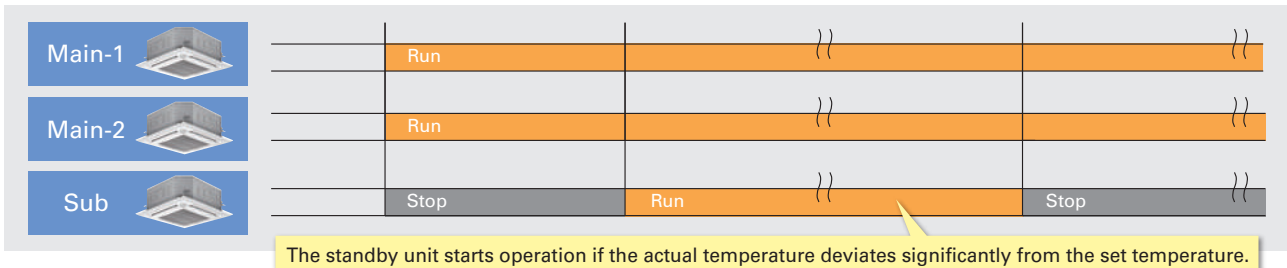 Main-1
Run
Main-2
Run
Sub
Stop
Run
Stop
The standby unit starts operation if the actual temperature deviates significantly from the set temperature.